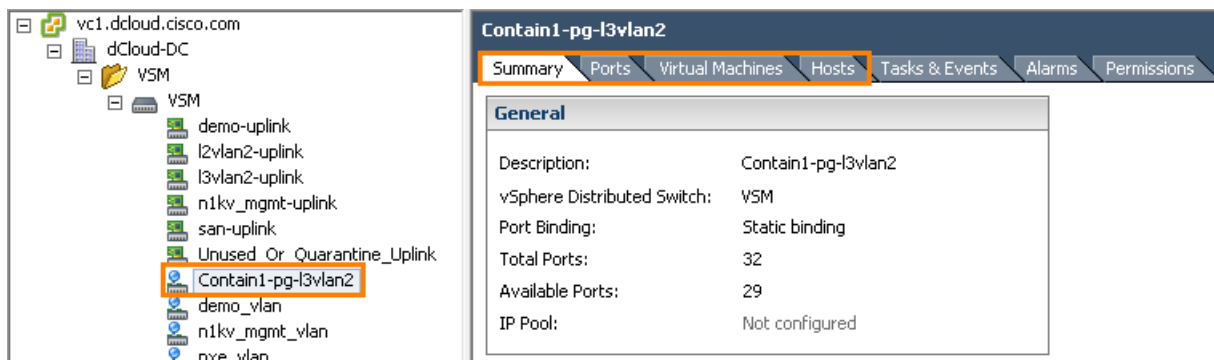 vc1.dcloud.cisco.com
dCloud-DC
VSM
VSM
demo-uplink
l2vlan2-uplink
l3vlan2-uplink
n1kv_mgmt-uplink
san-uplink
Unused_Or_Quarantine_Uplink
Contain1-pg-l3vlan2
demo_vlan
n1kv_mgmt_vlan
pxe_vlan
Contain1-pg-l3vlan2
Summary Ports Virtual Machines Hosts Tasks & Events Alarms Permissions
General
Description: Contain1-pg-l3vlan2
vSphere Distributed Switch: VSM
Port Binding: Static binding
Total Ports: 32
Available Ports: 29
IP Pool: Not configured